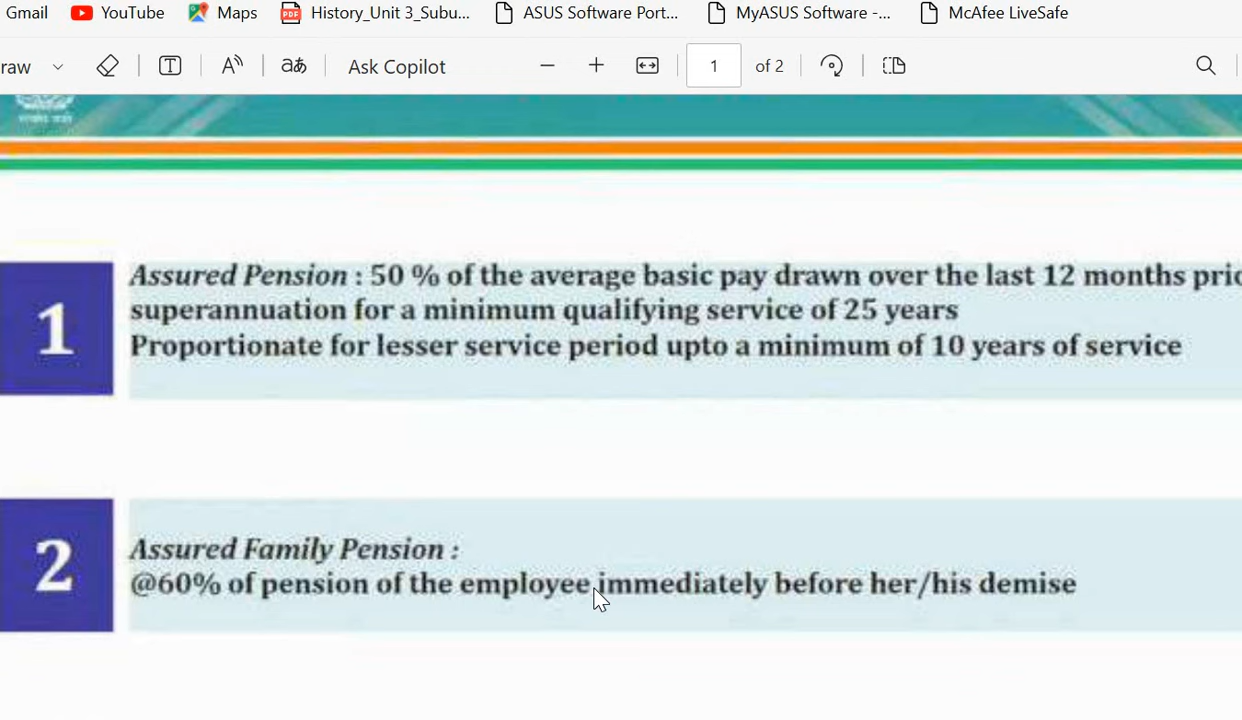 Gmail YouTube Maps History_Unit 3_Subu... ASUS Software Port... MyASUS Software -... McAfee LiveSafe
raw A aあ Ask Copilot 1 of 2
1
Assured Pension : 50 % of the average basic pay drawn over the last 12 months pric
superannuation for a minimum qualifying service of 25 years
Proportionate for lesser service period upto a minimum of 10 years of service
2
Assured Family Pension :
@60% of pension of the employee immediately before her/his demise